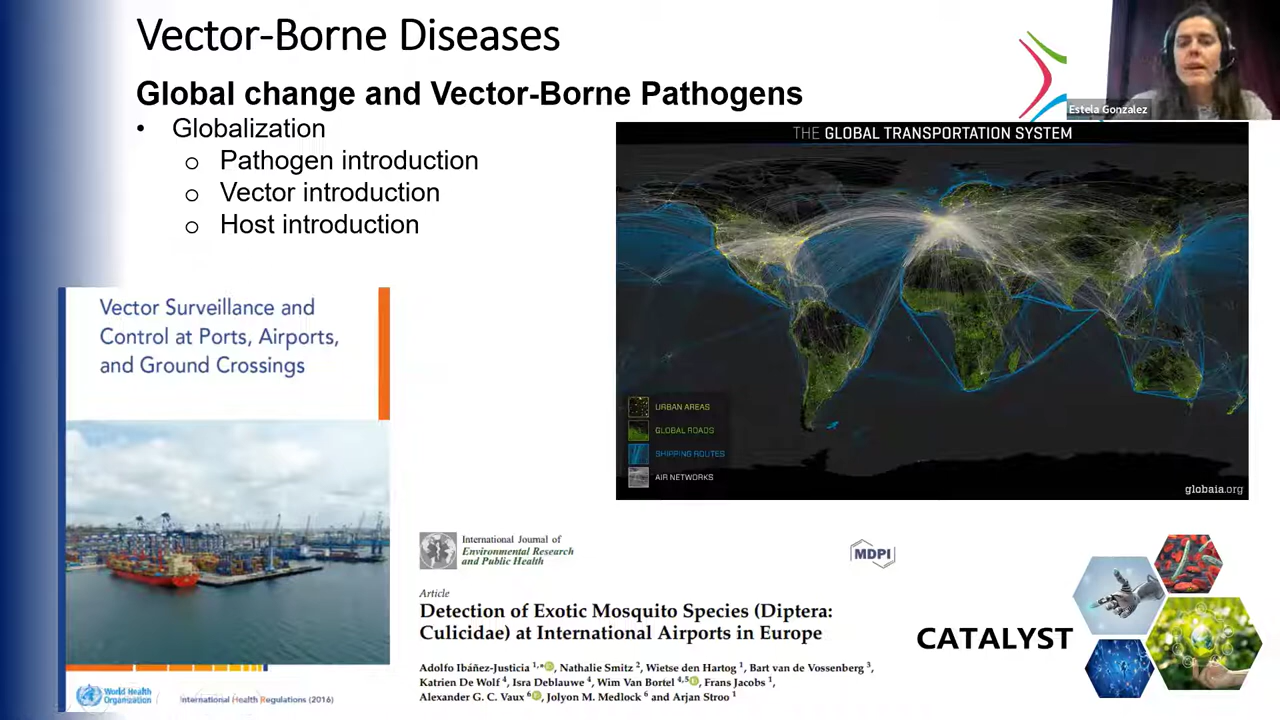 Vector-Borne Diseases
Global change and Vector-Borne Pathogens
• Globalization
o Pathogen introduction
o Vector introduction
o Host introduction
Estela Gonzalez
THE GLOBAL TRANSPORTATION SYSTEM
URBAN AREAS
GLOBAL ROADS
SHIPPING ROUTES
AIR NETWORKS
globaia.org
Vector Surveillance and
Control at Ports, Airports,
and Ground Crossings
World Health
Organization
International Health Regulations (2016)
International Journal of
Environmental Research
and Public Health
MDPI
Article
Detection of Exotic Mosquito Species (Diptera:
Culicidae) at International Airports in Europe
Adolfo Ibáñez-Justicia 1,*, Nathalie Smitz 2, Wietse den Hartog 1, Bart van de Vossenberg 3,
Katrien De Wolf 4, Isra Deblauwe 4, Wim Van Bortel 4,5, Frans Jacobs 1,
Alexander G. C. Vaux 6, Jolyon M. Medlock 6 and Arjan Stroo 1
CATALYST